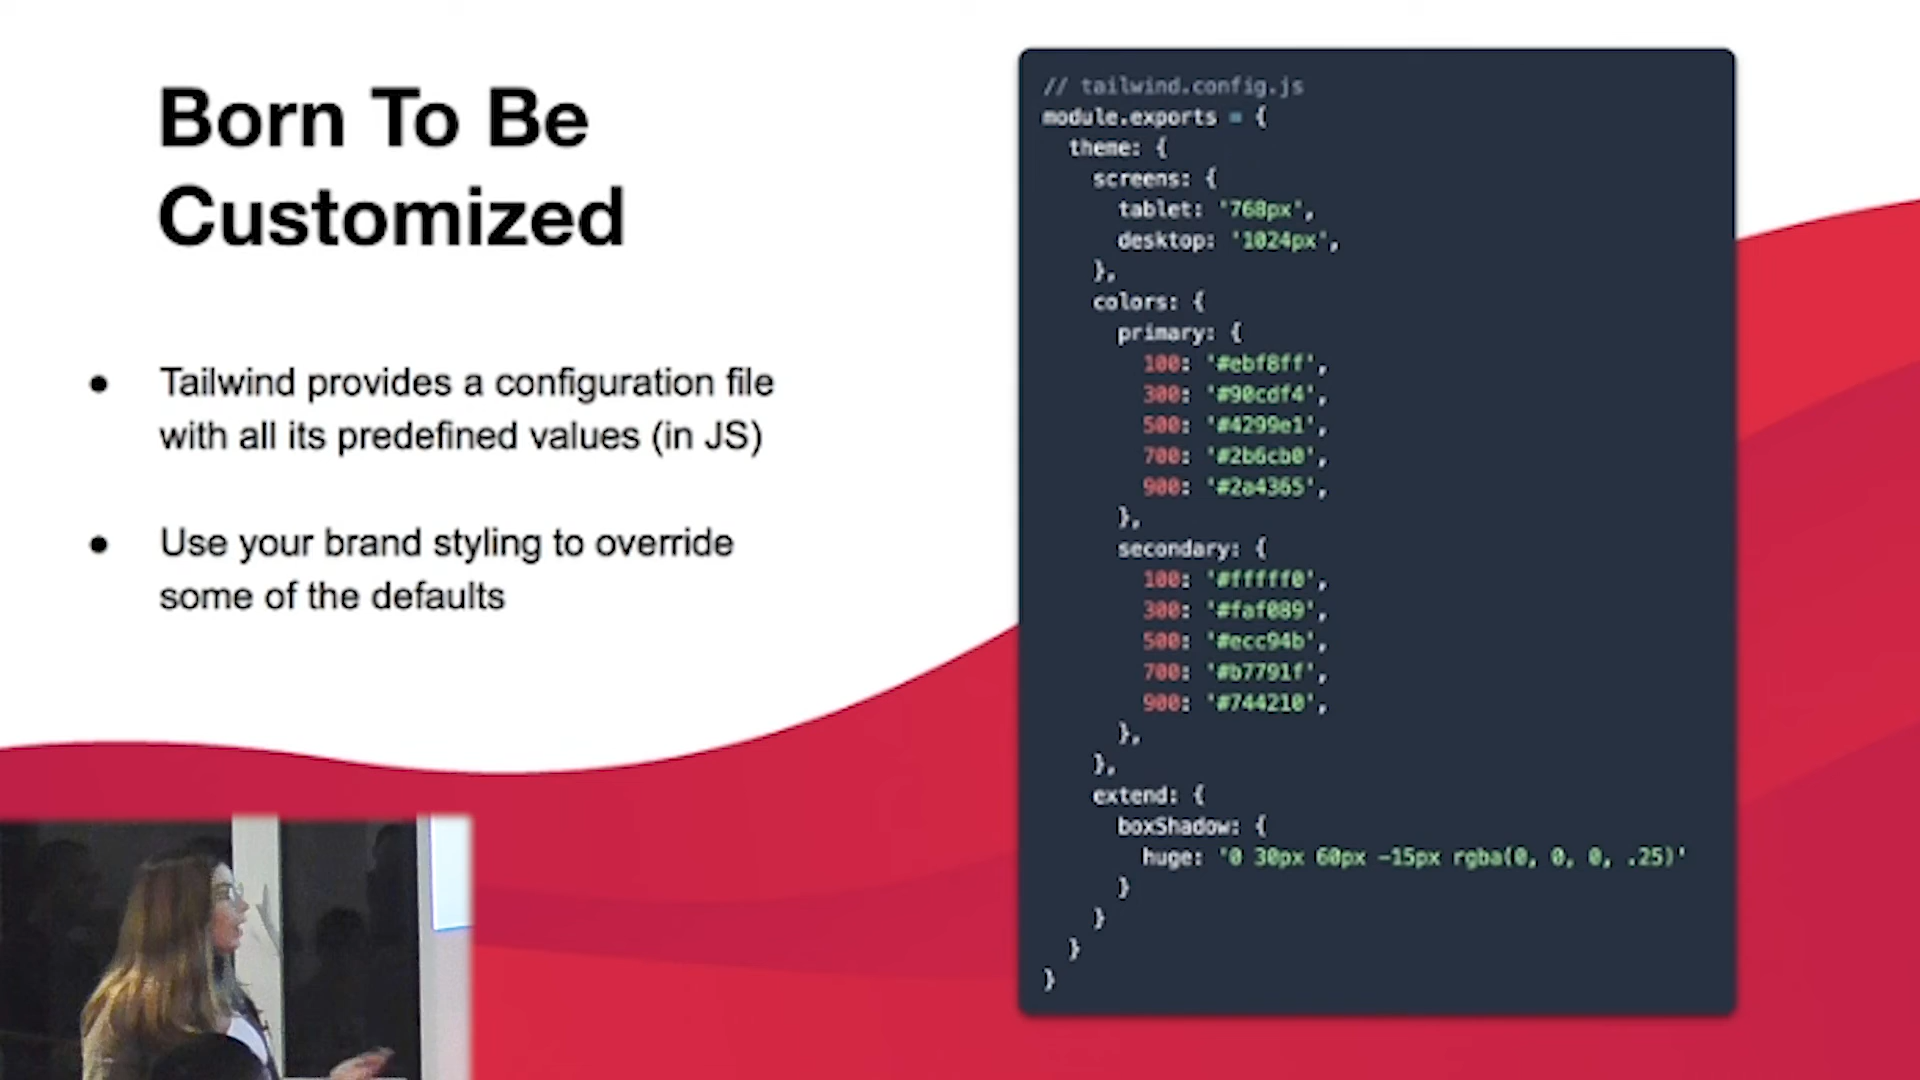 Born To Be
Customized
● Tailwind provides a configuration file
with all its predefined values (in JS)
● Use your brand styling to override
some of the defaults
// tailwind.config.js
module.exports = {
  theme: {
    screens: {
      tablet: '768px',
      desktop: '1024px',
    },
    colors: {
      primary: {
        100: '#ebf8ff',
        300: '#90cdf4',
        500: '#4299e1',
        700: '#2b6cb0',
        900: '#2a4365',
      },
      secondary: {
        100: '#fffff0',
        300: '#faf089',
        500: '#ecc94b',
        700: '#b7791f',
        900: '#744210',
      },
    },
    extend: {
      boxShadow: {
        huge: '0 30px 60px -15px rgba(0, 0, 0, .25)'
      }
    }
  }
}